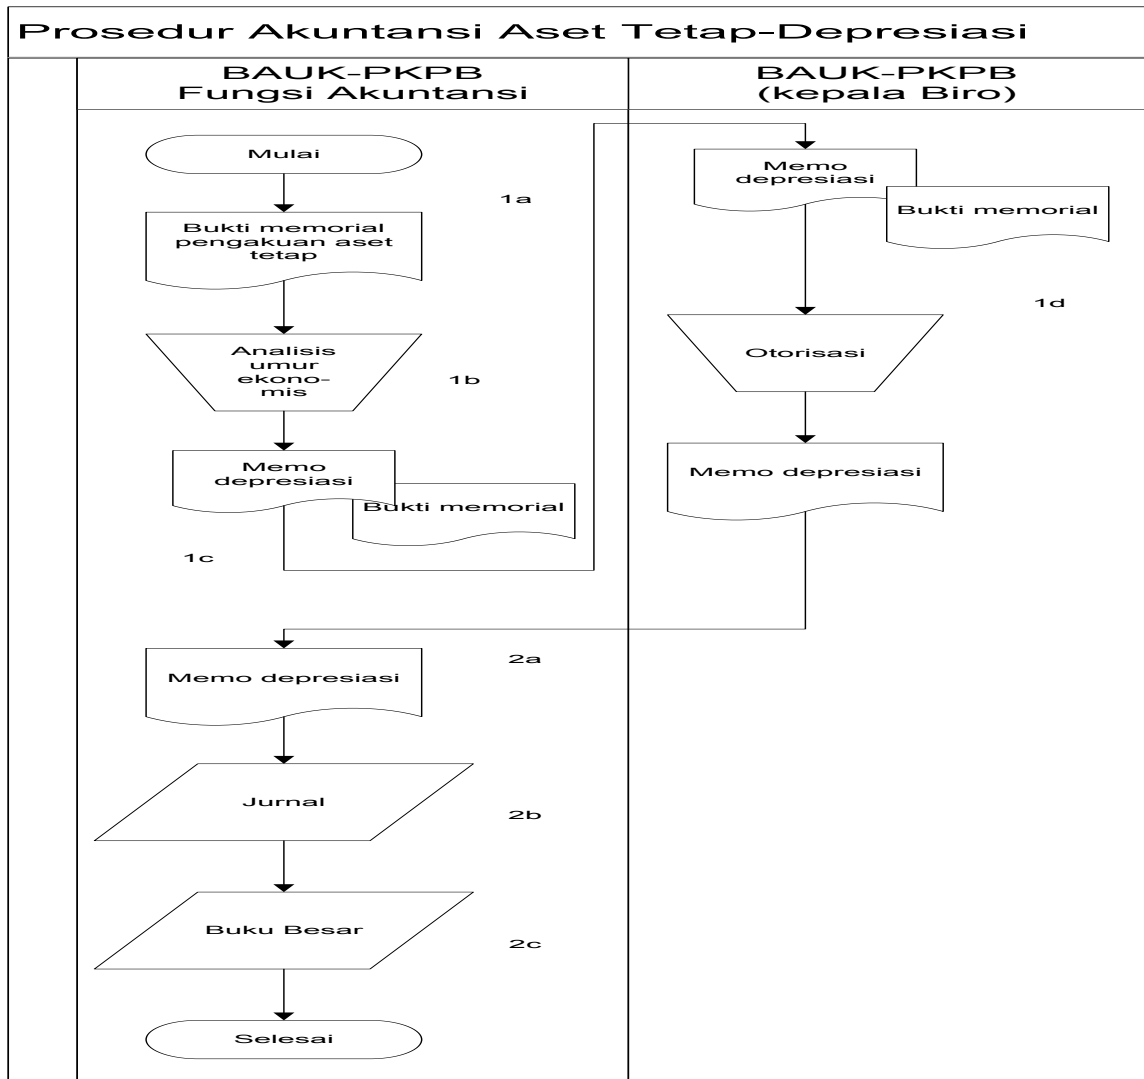 Prosedur Akuntansi Aset Tetap-Depresiasi
BAUK-PKPB
Fungsi Akuntansi
BAUK-PKPB
(kepala Biro)
Mulai
1a
Bukti memorial
pengakuan aset
tetap
Analisis
umur
ekono-
mis
1b
Memo
depresiasi
Bukti memorial
1c
Memo
depresiasi
Bukti memorial
1d
Otorisasi
Memo depresiasi
2a
Memo depresiasi
Jurnal
2b
Buku Besar
2c
Selesai